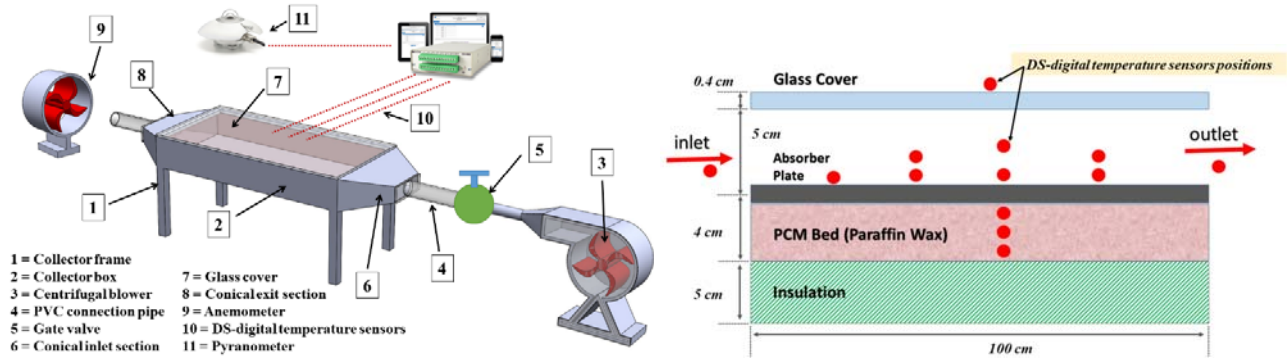 11
9
8
7
10
5
3
1
2
4
6
1 = Collector frame
2 = Collector box
3 = Centrifugal blower
4 = PVC connection pipe
5 = Gate valve
6 = Conical inlet section
7 = Glass cover
8 = Conical exit section
9 = Anemometer
10 = DS-digital temperature sensors
11 = Pyranometer
DS-digital temperature sensors positions
0.4 cm
Glass Cover
inlet
5 cm
outlet
Absorber
Plate
4 cm
PCM Bed (Paraffin Wax)
5 cm
Insulation
100 cm